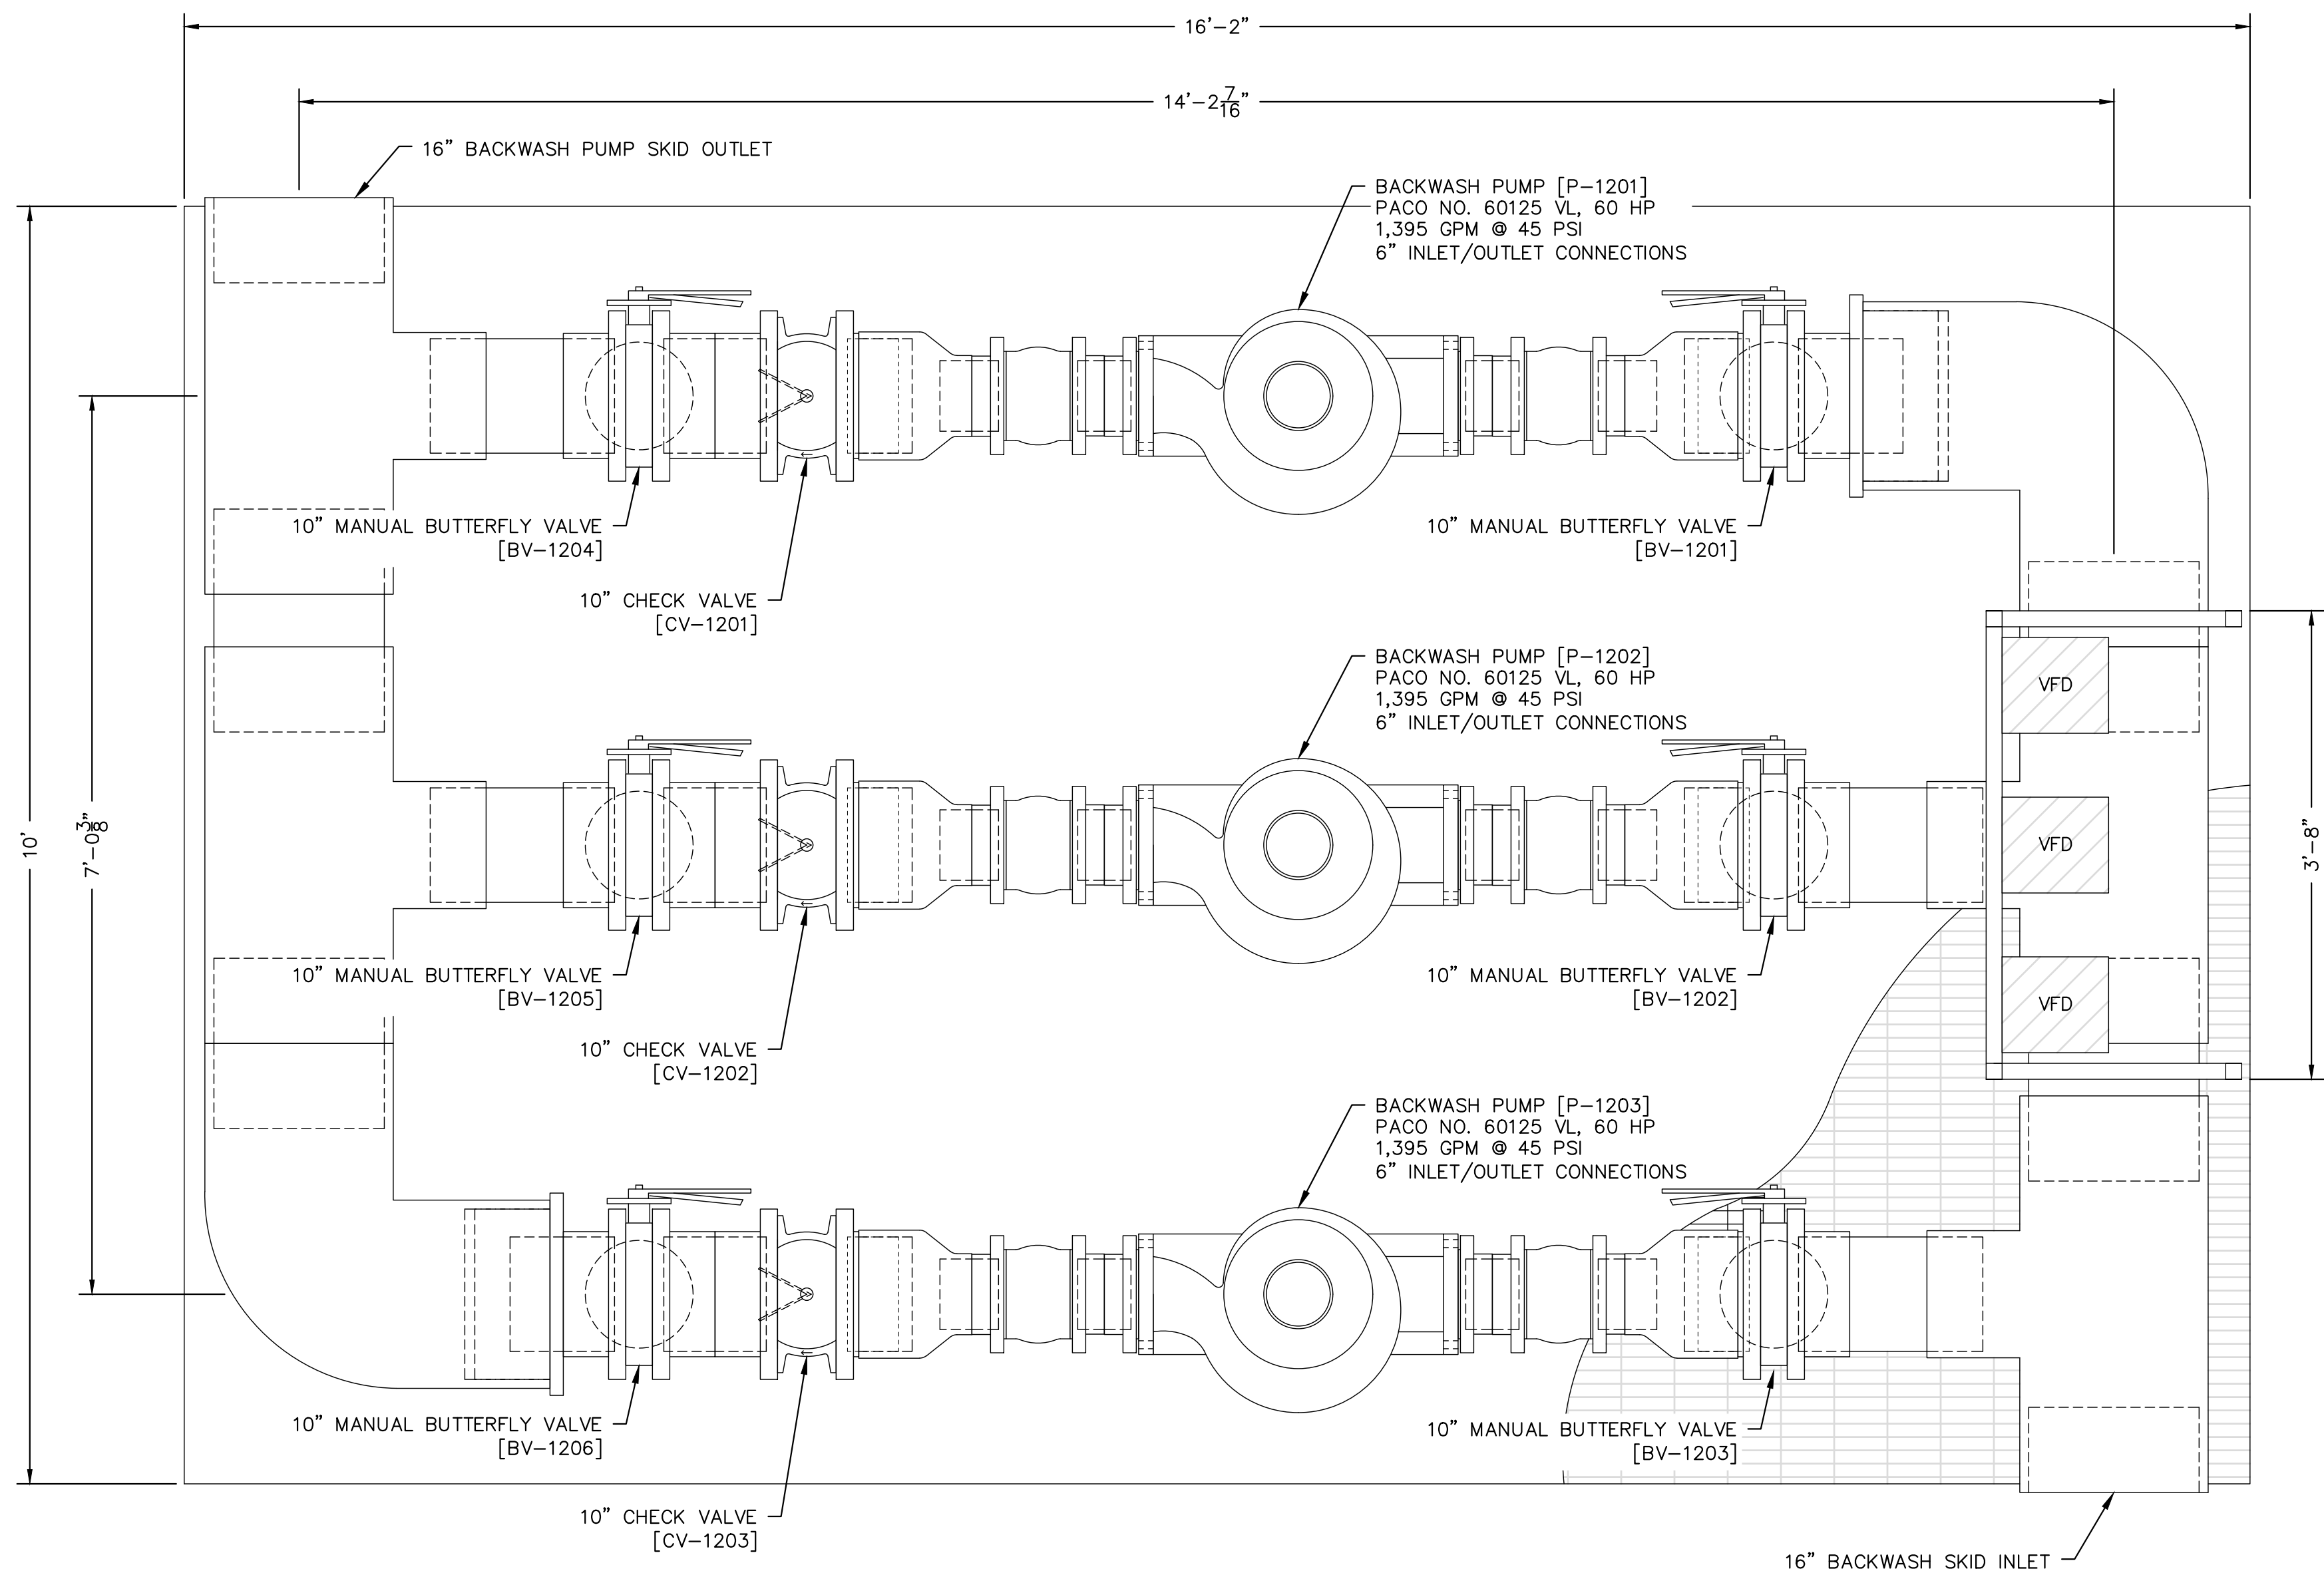 16’-2”
14’-2 7/16”
16” BACKWASH PUMP SKID OUTLET
BACKWASH PUMP [P-1201]
PACO NO. 60125 VL, 60 HP
1,395 GPM @ 45 PSI
6” INLET/OUTLET CONNECTIONS
10” MANUAL BUTTERFLY VALVE
[BV-1204]
10” MANUAL BUTTERFLY VALVE
[BV-1201]
10” CHECK VALVE
[CV-1201]
BACKWASH PUMP [P-1202]
PACO NO. 60125 VL, 60 HP
1,395 GPM @ 45 PSI
6” INLET/OUTLET CONNECTIONS
VFD
10’
7’-0 3/8”
VFD
3’-8”
10” MANUAL BUTTERFLY VALVE
[BV-1205]
10” MANUAL BUTTERFLY VALVE
[BV-1202]
VFD
10” CHECK VALVE
[CV-1202]
BACKWASH PUMP [P-1203]
PACO NO. 60125 VL, 60 HP
1,395 GPM @ 45 PSI
6” INLET/OUTLET CONNECTIONS
10” MANUAL BUTTERFLY VALVE
[BV-1206]
10” MANUAL BUTTERFLY VALVE
[BV-1203]
10” CHECK VALVE
[CV-1203]
16” BACKWASH SKID INLET